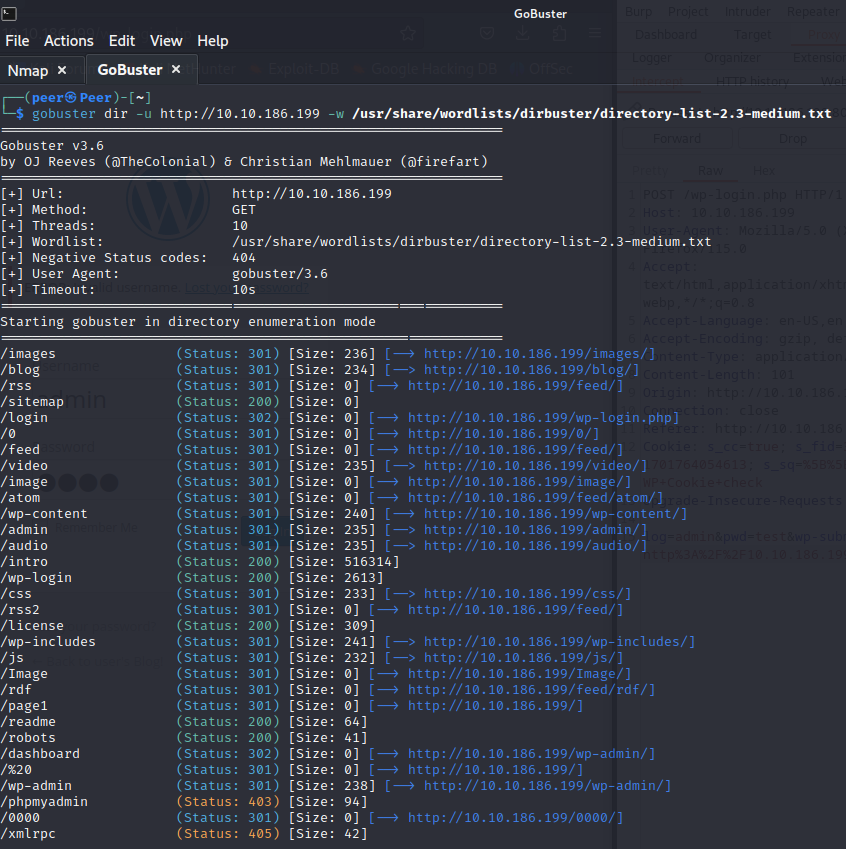 GoBuster
File Actions Edit View Help
Nmap × GoBuster ×
┌──(peer㉿Peer)-[~]
└─$ gobuster dir -u http://10.10.186.199 -w /usr/share/wordlists/dirbuster/directory-list-2.3-medium.txt
===============================================================
Gobuster v3.6
by OJ Reeves (@TheColonial) & Christian Mehlmauer (@firefart)
===============================================================
[+] Url: http://10.10.186.199
[+] Method: GET
[+] Threads: 10
[+] Wordlist: /usr/share/wordlists/dirbuster/directory-list-2.3-medium.txt
[+] Negative Status codes: 404
[+] User Agent: gobuster/3.6
[+] Timeout: 10s
===============================================================
Starting gobuster in directory enumeration mode
===============================================================
/images (Status: 301) [Size: 236] [--> http://10.10.186.199/images/]
/blog (Status: 301) [Size: 234] [--> http://10.10.186.199/blog/]
/rss (Status: 301) [Size: 0] [--> http://10.10.186.199/feed/]
/sitemap (Status: 200) [Size: 0]
/login (Status: 302) [Size: 0] [--> http://10.10.186.199/wp-login.php]
/0 (Status: 301) [Size: 0] [--> http://10.10.186.199/0/]
/feed (Status: 301) [Size: 0] [--> http://10.10.186.199/feed/]
/video (Status: 301) [Size: 235] [--> http://10.10.186.199/video/]
/image (Status: 301) [Size: 0] [--> http://10.10.186.199/image/]
/atom (Status: 301) [Size: 0] [--> http://10.10.186.199/feed/atom/]
/wp-content (Status: 301) [Size: 240] [--> http://10.10.186.199/wp-content/]
/admin (Status: 301) [Size: 235] [--> http://10.10.186.199/admin/]
/audio (Status: 301) [Size: 235] [--> http://10.10.186.199/audio/]
/intro (Status: 200) [Size: 516314]
/wp-login (Status: 200) [Size: 2613]
/css (Status: 301) [Size: 233] [--> http://10.10.186.199/css/]
/rss2 (Status: 301) [Size: 0] [--> http://10.10.186.199/feed/]
/license (Status: 200) [Size: 309]
/wp-includes (Status: 301) [Size: 241] [--> http://10.10.186.199/wp-includes/]
/js (Status: 301) [Size: 232] [--> http://10.10.186.199/js/]
/Image (Status: 301) [Size: 0] [--> http://10.10.186.199/Image/]
/rdf (Status: 301) [Size: 0] [--> http://10.10.186.199/feed/rdf/]
/page1 (Status: 301) [Size: 0] [--> http://10.10.186.199/]
/readme (Status: 200) [Size: 64]
/robots (Status: 200) [Size: 41]
/dashboard (Status: 302) [Size: 0] [--> http://10.10.186.199/wp-admin/]
/%20 (Status: 301) [Size: 0] [--> http://10.10.186.199/]
/wp-admin (Status: 301) [Size: 238] [--> http://10.10.186.199/wp-admin/]
/phpmyadmin (Status: 403) [Size: 94]
/0000 (Status: 301) [Size: 0] [--> http://10.10.186.199/0000/]
/xmlrpc (Status: 405) [Size: 42]
Burp Project Intruder Repeater
Dashboard Target
Logger Organizer Extension
HTTP history
Forward Drop
Pretty Raw Hex